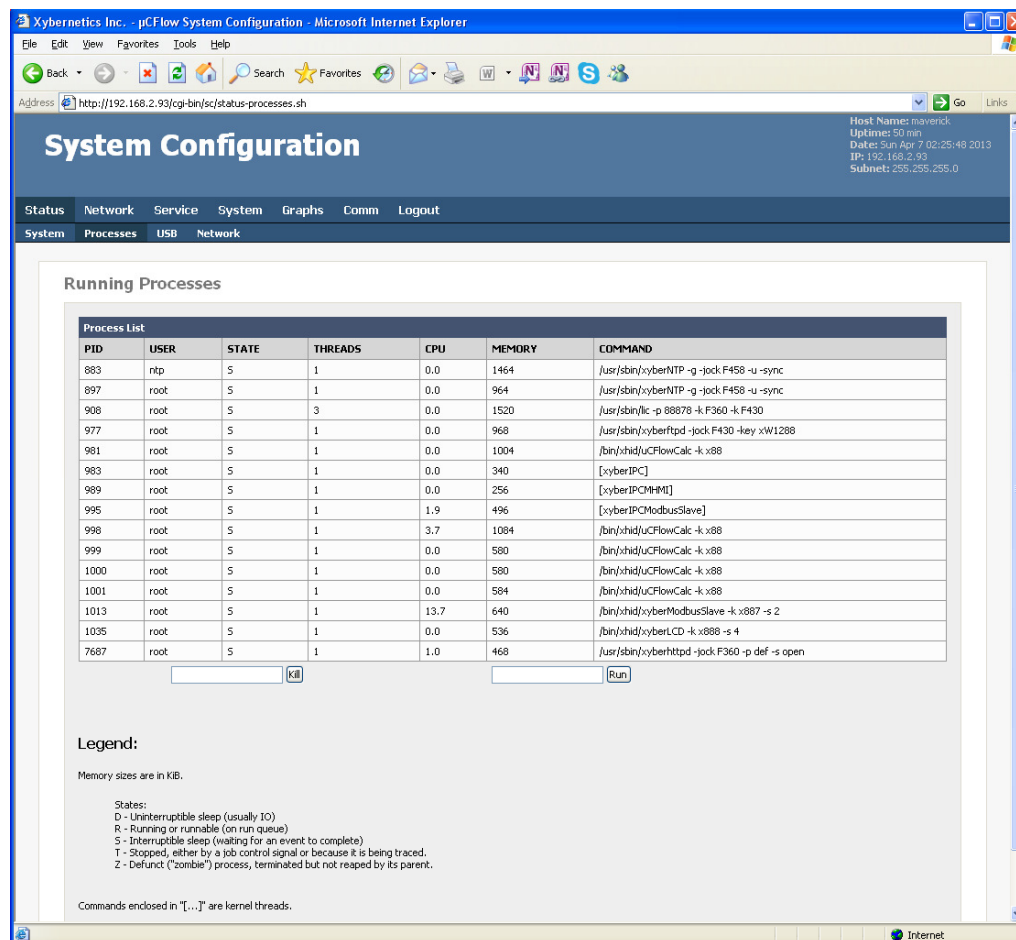 Xybernetics Inc. - µCFlow System Configuration - Microsoft Internet Explorer
File Edit View Favorites Tools Help
Back Search Favorites
Address http://192.168.2.93/cgi-bin/sc/status-processes.sh Go Links
System Configuration
Host Name: maverick
Uptime: 50 min
Date: Sun Apr 7 02:25:48 2013
IP: 192.168.2.93
Subnet: 255.255.255.0
Status Network Service System Graphs Comm Logout
System Processes USB Network
Running Processes
Process List
PID USER STATE THREADS CPU MEMORY COMMAND
883 ntp S 1 0.0 1464 /usr/sbin/xyberNTP -g -jock F458 -u -sync
897 root S 1 0.0 964 /usr/sbin/xyberNTP -g -jock F458 -u -sync
908 root S 3 0.0 1520 /usr/sbin/lic -p 88878 -k F360 -k F430
977 root S 1 0.0 968 /usr/sbin/xyberftpd -jock F430 -key xW1288
981 root S 1 0.0 1004 /bin/xhid/uCFlowCalc -k x88
983 root S 1 0.0 340 [xyberIPC]
989 root S 1 0.0 256 [xyberIPCMHMI]
995 root S 1 1.9 496 [xyberIPCModbusSlave]
998 root S 1 3.7 1084 /bin/xhid/uCFlowCalc -k x88
999 root S 1 0.0 580 /bin/xhid/uCFlowCalc -k x88
1000 root S 1 0.0 580 /bin/xhid/uCFlowCalc -k x88
1001 root S 1 0.0 584 /bin/xhid/uCFlowCalc -k x88
1013 root S 1 13.7 640 /bin/xhid/xyberModbusSlave -k x887 -s 2
1035 root S 1 0.0 536 /bin/xhid/xyberLCD -k x888 -s 4
7687 root S 1 1.0 468 /usr/sbin/xyberhttpd -jock F360 -p def -s open
Kill Run
Legend:
Memory sizes are in KiB.
States:
D - Uninterruptible sleep (usually IO)
R - Running or runnable (on run queue)
S - Interruptible sleep (waiting for an event to complete)
T - Stopped, either by a job control signal or because it is being traced.
Z - Defunct ("zombie") process, terminated but not reaped by its parent.
Commands enclosed in "[...]" are kernel threads.
Internet